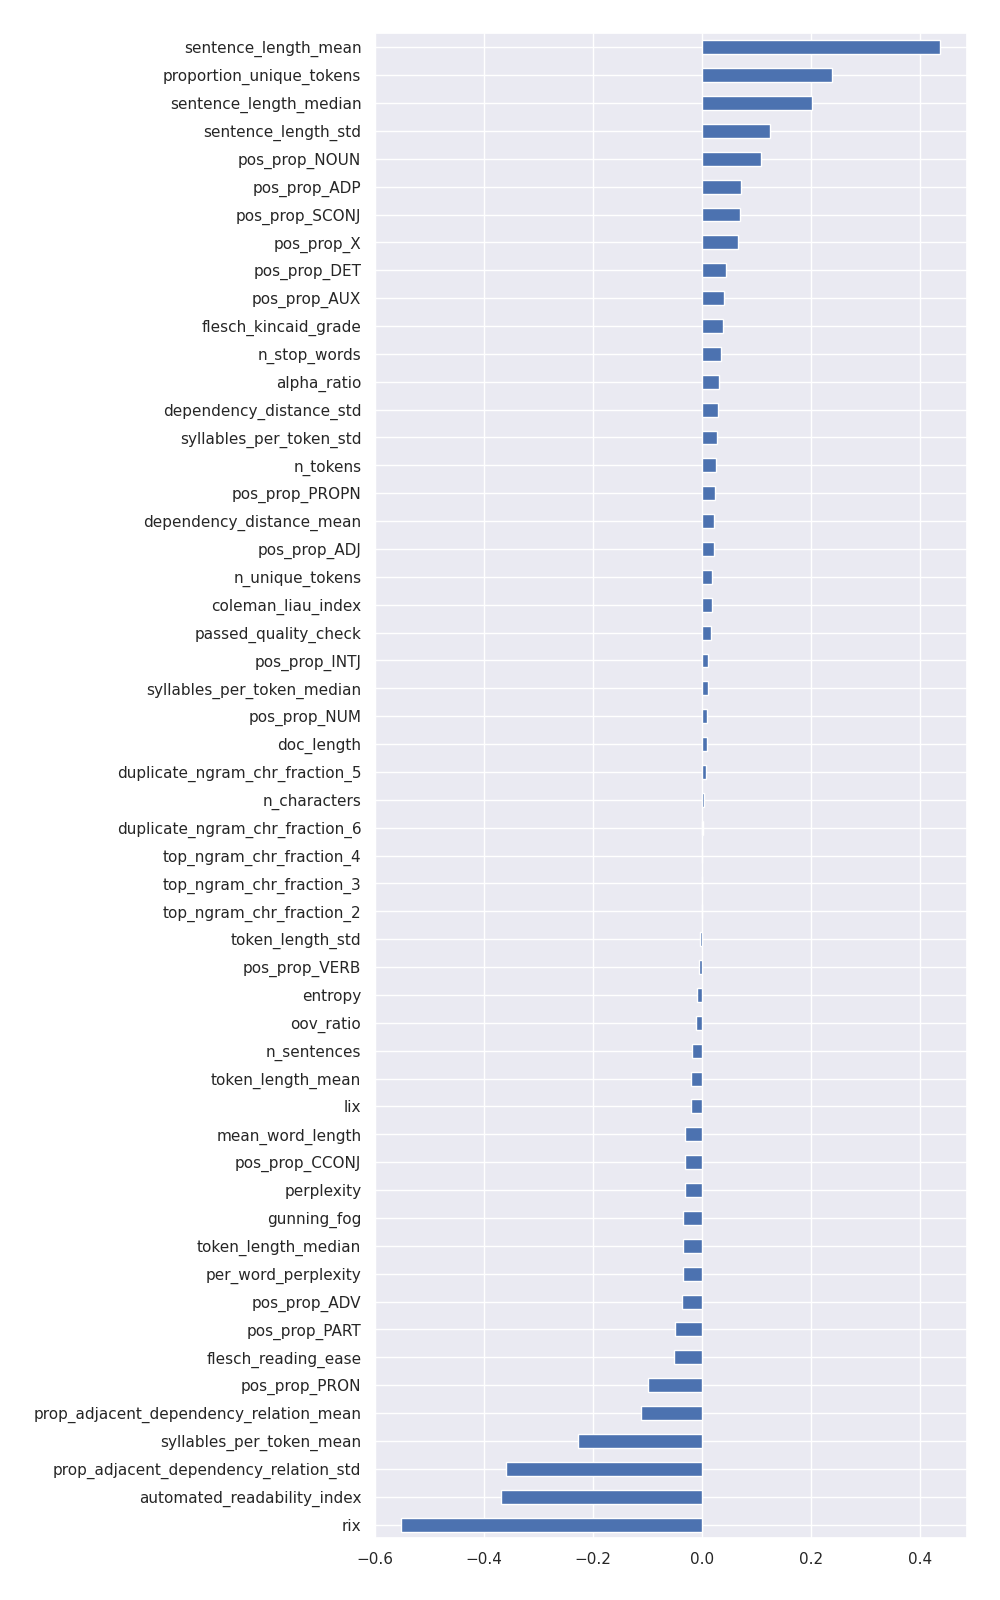 sentence_length_mean
proportion_unique_tokens
sentence_length_median
sentence_length_std
pos_prop_NOUN
pos_prop_ADP
pos_prop_SCONJ
pos_prop_X
pos_prop_DET
pos_prop_AUX
flesch_kincaid_grade
n_stop_words
alpha_ratio
dependency_distance_std
syllables_per_token_std
n_tokens
pos_prop_PROPN
dependency_distance_mean
pos_prop_ADJ
n_unique_tokens
coleman_liau_index
passed_quality_check
pos_prop_INTJ
syllables_per_token_median
pos_prop_NUM
doc_length
duplicate_ngram_chr_fraction_5
n_characters
duplicate_ngram_chr_fraction_6
top_ngram_chr_fraction_4
top_ngram_chr_fraction_3
top_ngram_chr_fraction_2
token_length_std
pos_prop_VERB
entropy
oov_ratio
n_sentences
token_length_mean
lix
mean_word_length
pos_prop_CCONJ
perplexity
gunning_fog
token_length_median
per_word_perplexity
pos_prop_ADV
pos_prop_PART
flesch_reading_ease
pos_prop_PRON
prop_adjacent_dependency_relation_mean
syllables_per_token_mean
prop_adjacent_dependency_relation_std
automated_readability_index
rix
−0.6 −0.4 −0.2 0.0 0.2 0.4